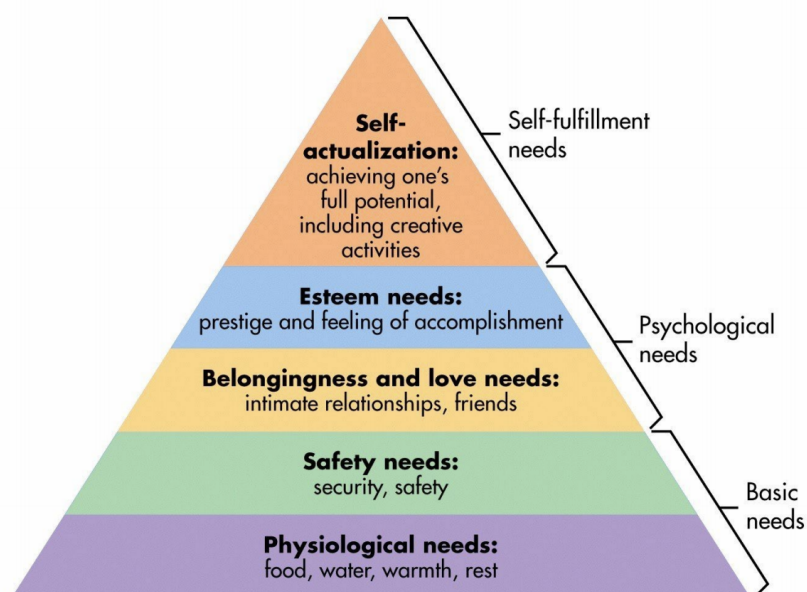 Self-
actualization:
achieving one's
full potential,
including creative
activities
Self-fulfillment
needs
Esteem needs:
prestige and feeling of accomplishment
Psychological
needs
Belongingness and love needs:
intimate relationships, friends
Safety needs:
security, safety
Basic
needs
Physiological needs:
food, water, warmth, rest